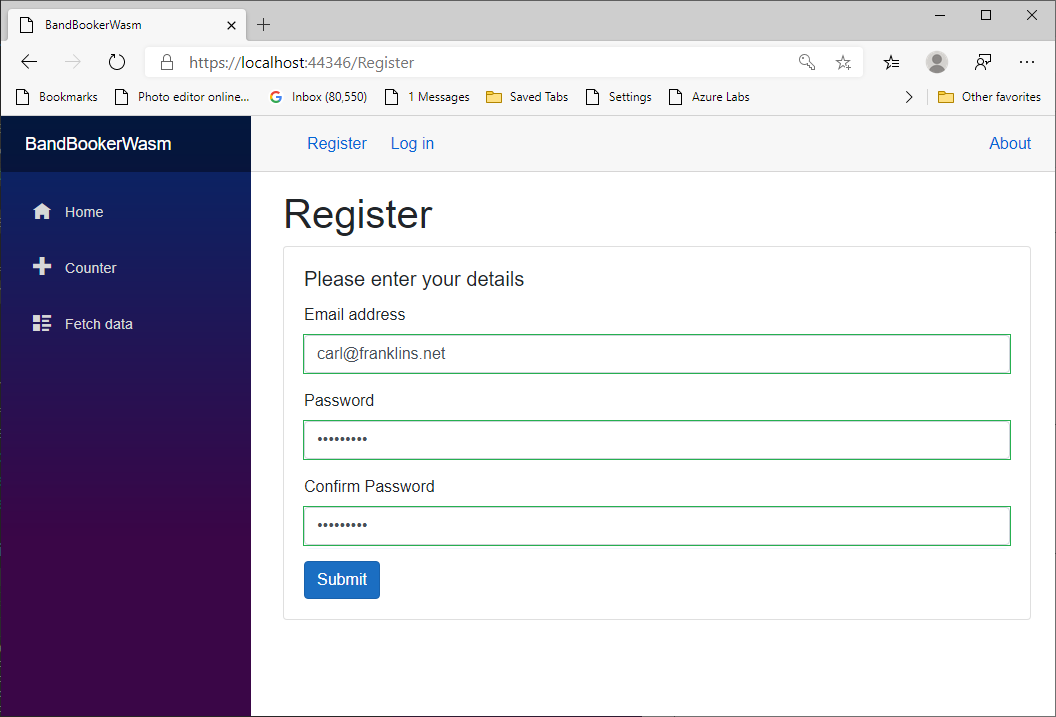 BandBookerWasm
https://localhost:44346/Register
Bookmarks Photo editor online... Inbox (80,550) 1 Messages Saved Tabs Settings Azure Labs Other favorites
BandBookerWasm
Register Log in About
Home
Counter
Fetch data
Register
Please enter your details
Email address
carl@franklins.net
Password
•••••••••
Confirm Password
•••••••••
Submit